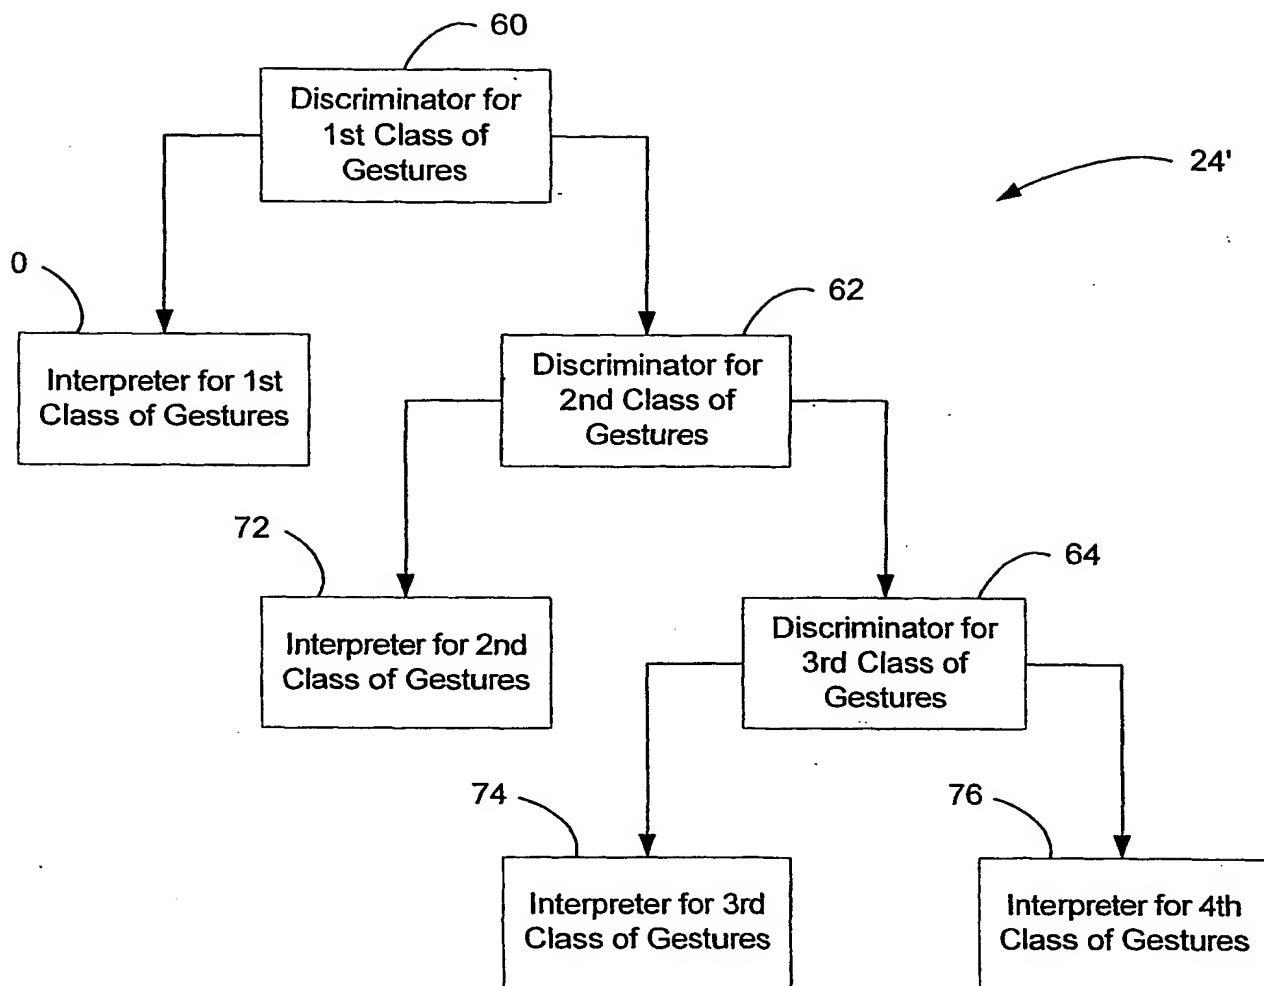 60
Discriminator for
1st Class of
Gestures
24'
0
62
Interpreter for 1st
Class of Gestures
Discriminator for
2nd Class of
Gestures
72
64
Interpreter for 2nd
Class of Gestures
Discriminator for
3rd Class of
Gestures
74
76
Interpreter for 3rd
Class of Gestures
Interpreter for 4th
Class of Gestures